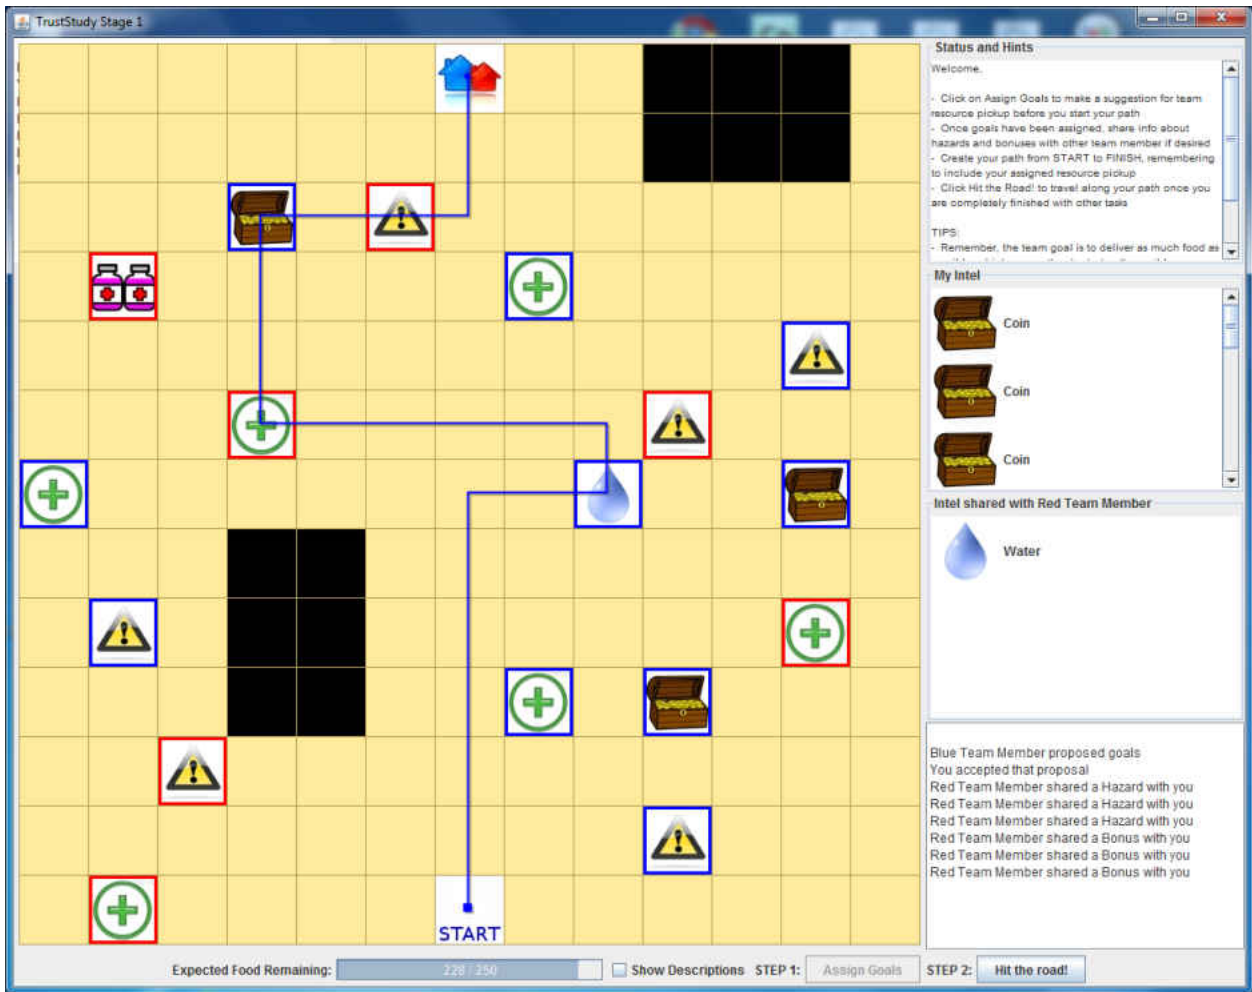 TrustStudy Stage 1
START
Status and Hints
Welcome,
- Click on Assign Goals to make a suggestion for team
resource pickup before you start your path
- Once goals have been assigned, share info about
hazards and bonuses with other team member if desired
- Create your path from START to FINISH, remembering
to include your assigned resource pickup
- Click Hit the Road! to travel along your path once you
are completely finished with other tasks
TIPS:
- Remember, the team goal is to deliver as much food as
My Intel
Coin
Coin
Coin
Intel shared with Red Team Member
Water
Blue Team Member proposed goals
You accepted that proposal
Red Team Member shared a Hazard with you
Red Team Member shared a Hazard with you
Red Team Member shared a Hazard with you
Red Team Member shared a Bonus with you
Red Team Member shared a Bonus with you
Red Team Member shared a Bonus with you
Expected Food Remaining: 228 / 250 Show Descriptions STEP 1: Assign Goals STEP 2: Hit the road!